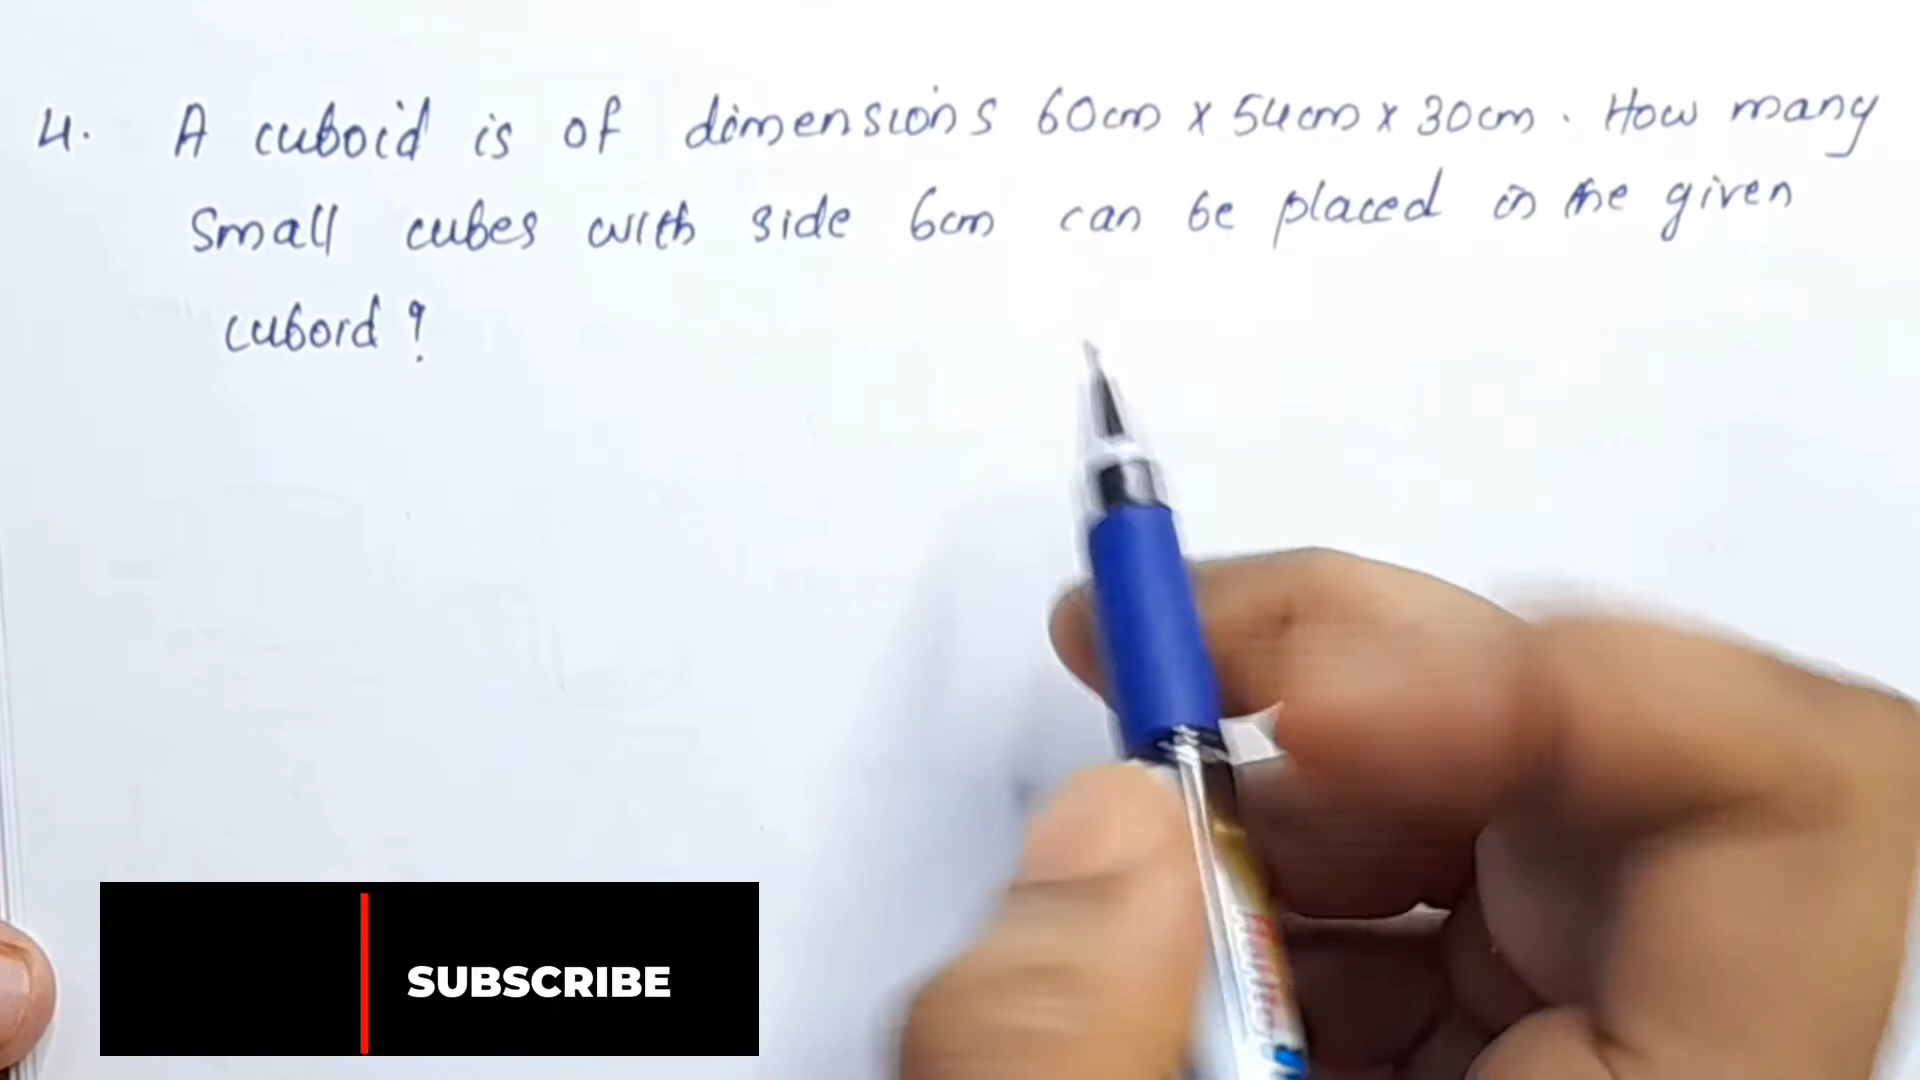 4. A cuboid is of dimensions 60cm x 54cm x 30cm. How many
Small cubes with side 6cm can be placed in the given
cuboid?
SUBSCRIBE